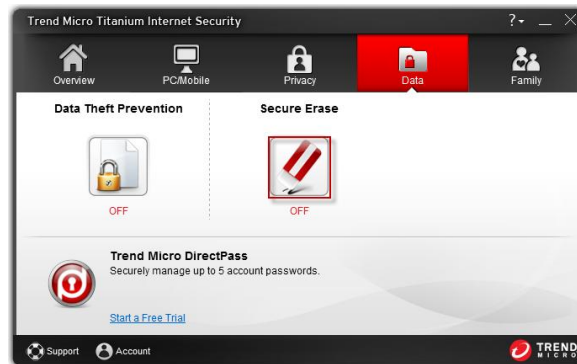 Trend Micro Titanium Internet Security
?
Overview
PC/Mobile
Privacy
Data
Family
Data Theft Prevention
Secure Erase
OFF
OFF
Trend Micro DirectPass
Securely manage up to 5 account passwords.
Start a Free Trial
Support
Account
TREND
MICRO